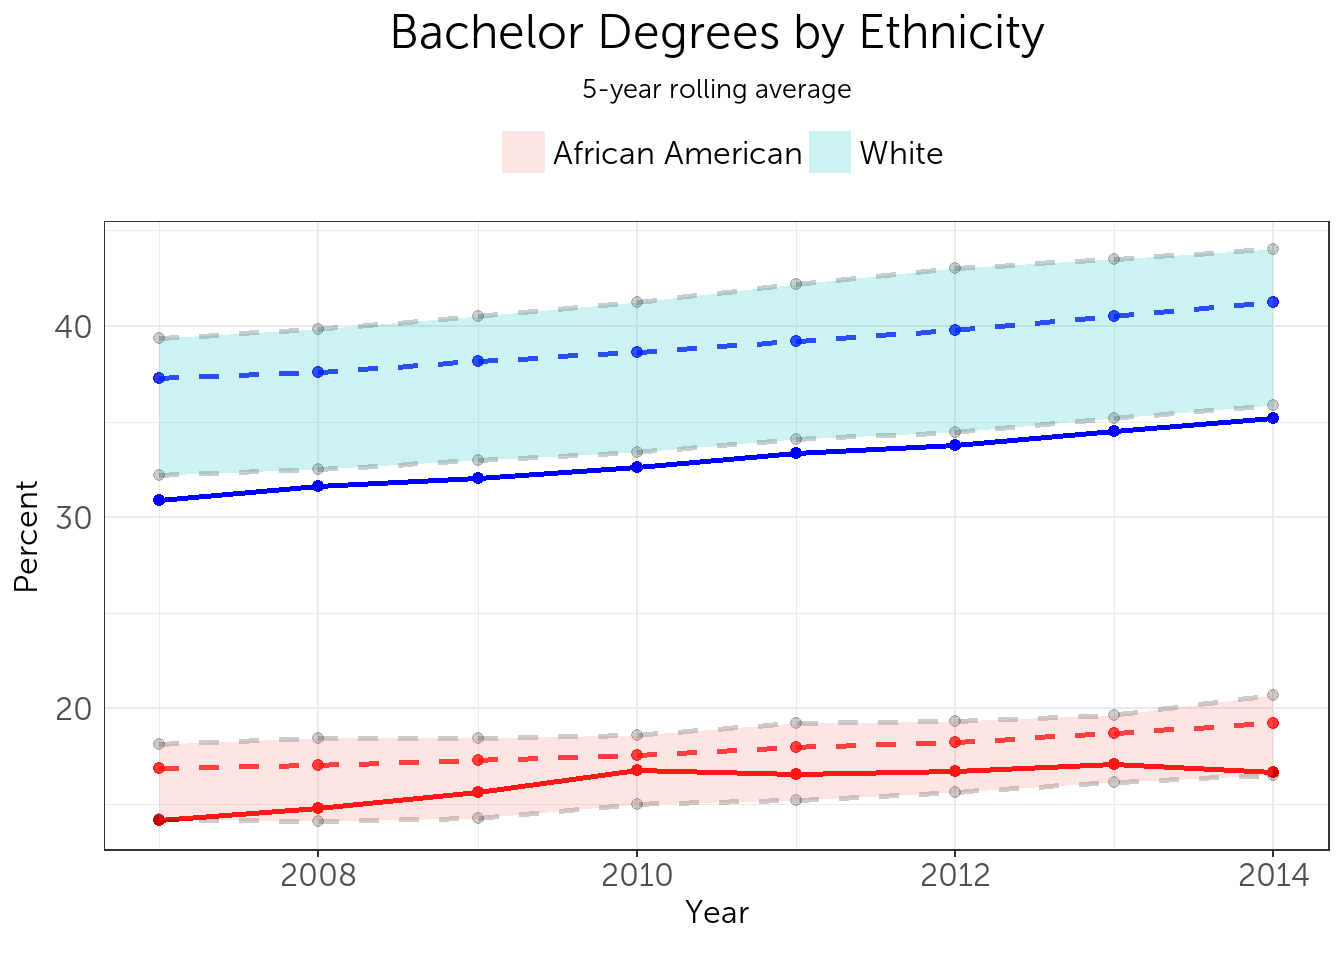 Bachelor Degrees by Ethnicity
5-year rolling average
African American White
40
30
20
Percent
2008 2010 2012 2014
Year